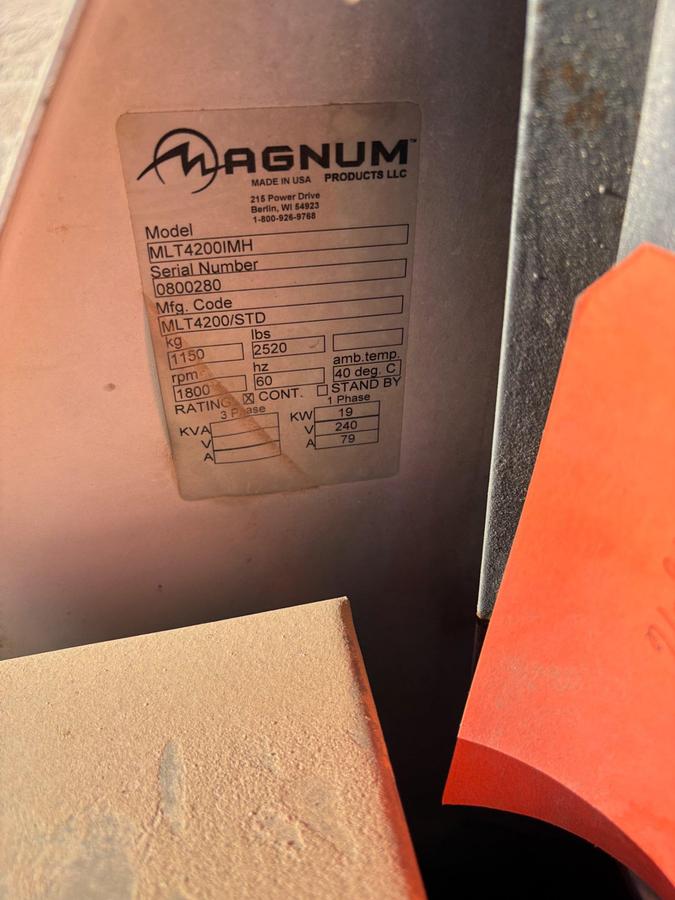 MAGNUM™
MADE IN USA PRODUCTS LLC
215 Power Drive
Berlin, WI 54923
1-800-926-9768
Model
MLT4200IMH
Serial Number
0800280
Mfg. Code
MLT4200/STD
kg lbs
1150 2520
rpm hz amb.temp.
1800 60 40 deg. C
RATING ☒ CONT. ☐ STAND BY
3 Phase 1 Phase
KVA KW 19
V V 240
A A 79